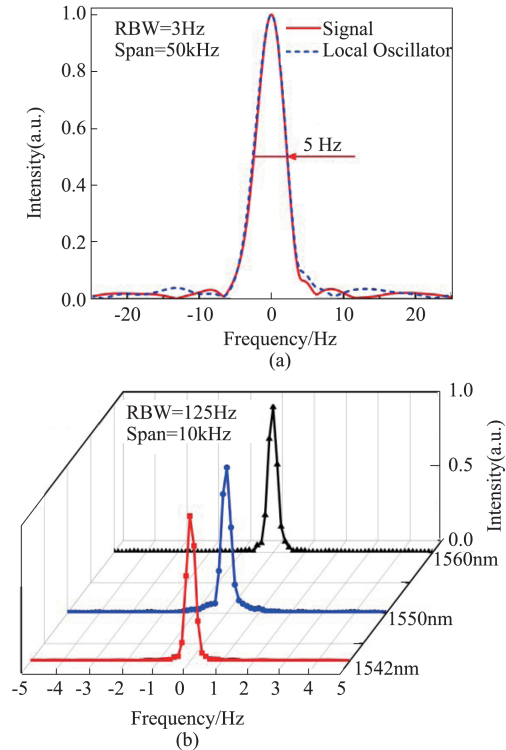 RBW=3Hz
Span=50kHz
Signal
Local Oscillator
5 Hz
Intensity(a.u.)
1.0
0.8
0.6
0.4
0.2
0.0
-20 -10 0 10 20
Frequency/Hz
(a)
RBW=125Hz
Span=10kHz
1.0
0.5
0.0
Intensity(a.u.)
1560nm
1550nm
1542nm
-5 -4 -3 -2 -1 0 1 2 3 4 5
Frequency/Hz
(b)